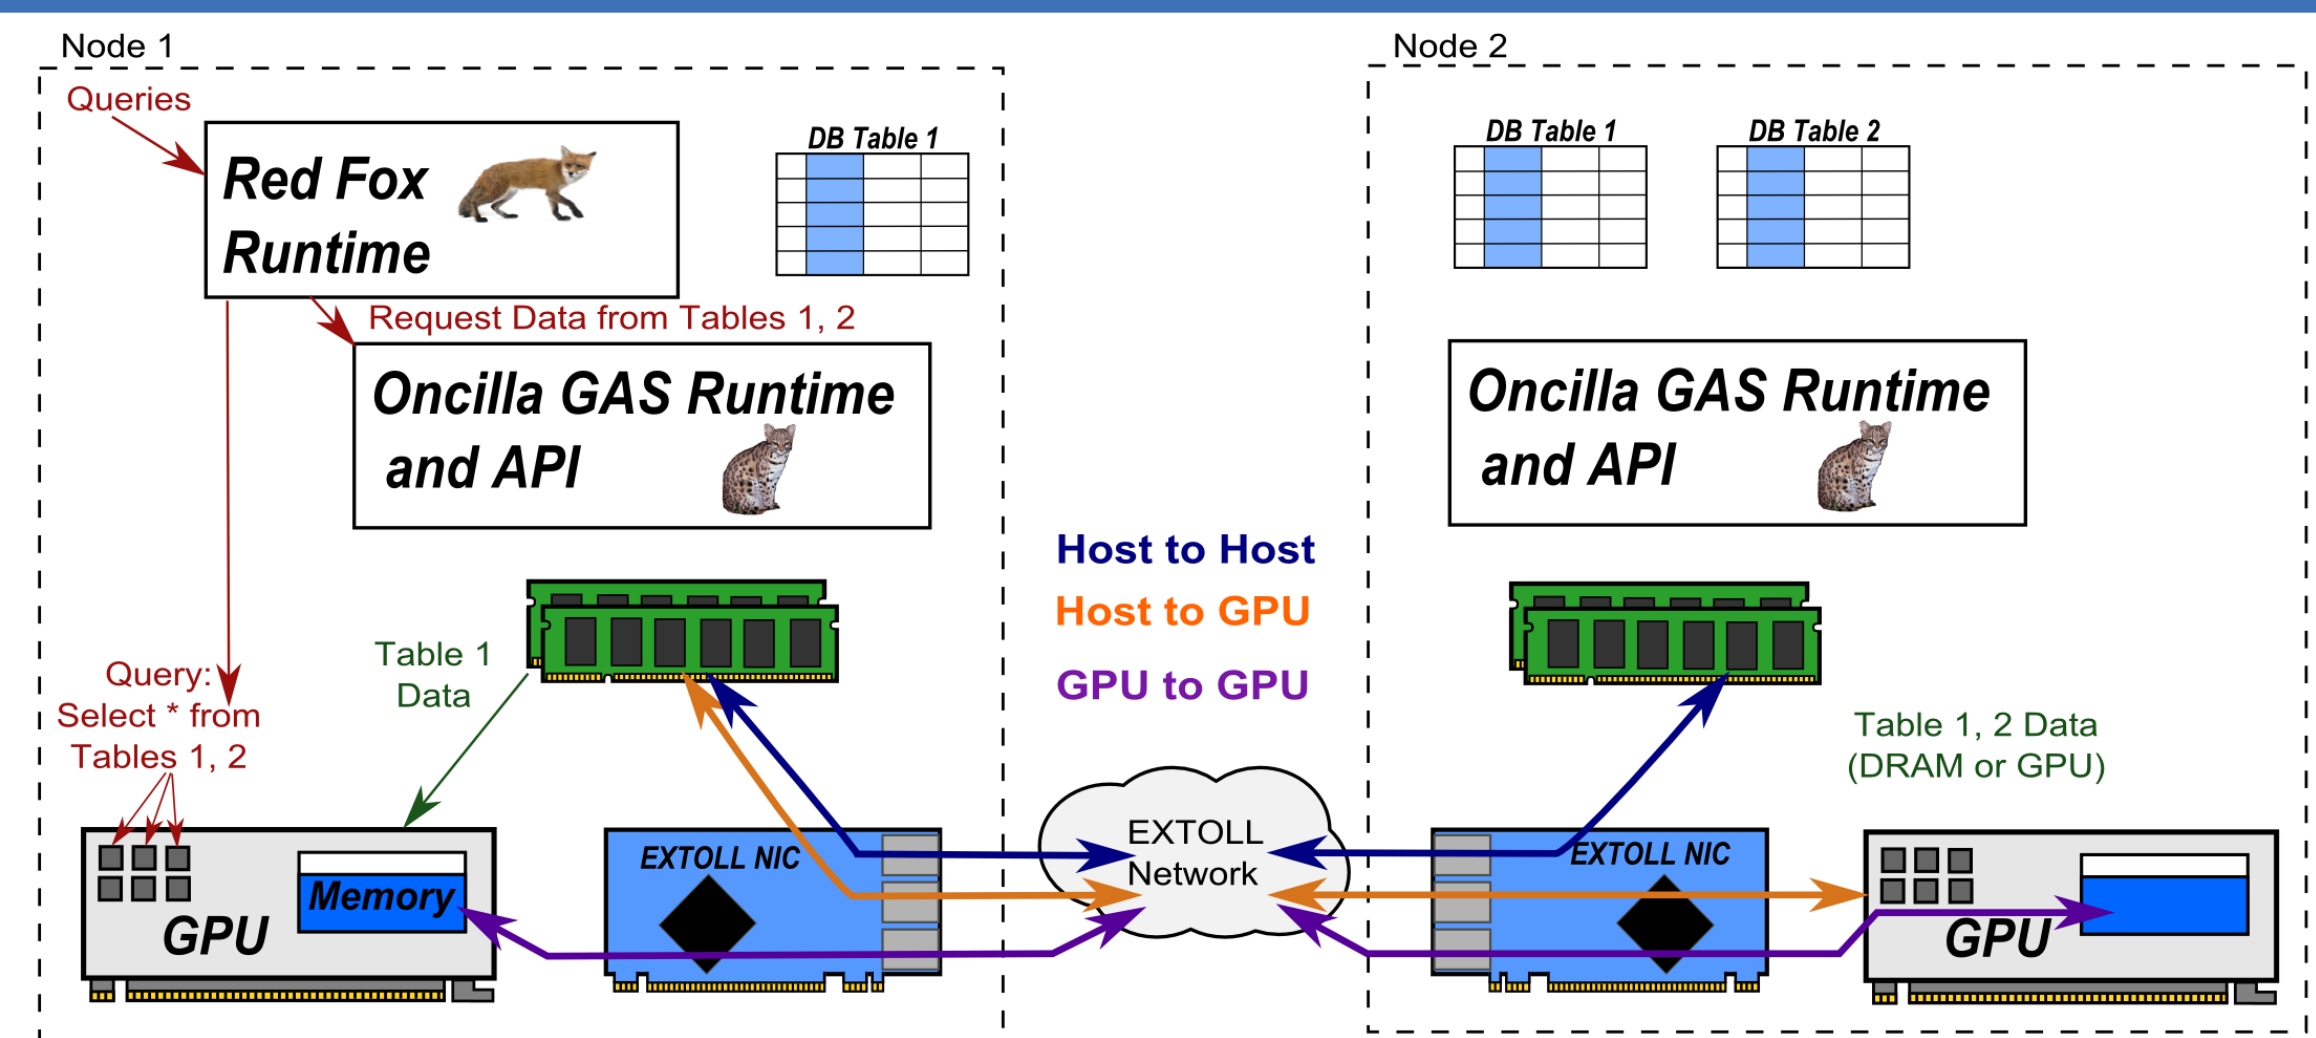 Node 1
Queries
Red Fox
Runtime
DB Table 1
Request Data from Tables 1, 2
Oncilla GAS Runtime
and API
Table 1
Data
Query:
Select * from
Tables 1, 2
Memory
GPU
EXTOLL NIC
Host to Host
Host to GPU
GPU to GPU
EXTOLL
Network
Node 2
DB Table 1
DB Table 2
Oncilla GAS Runtime
and API
Table 1, 2 Data
(DRAM or GPU)
EXTOLL NIC
GPU